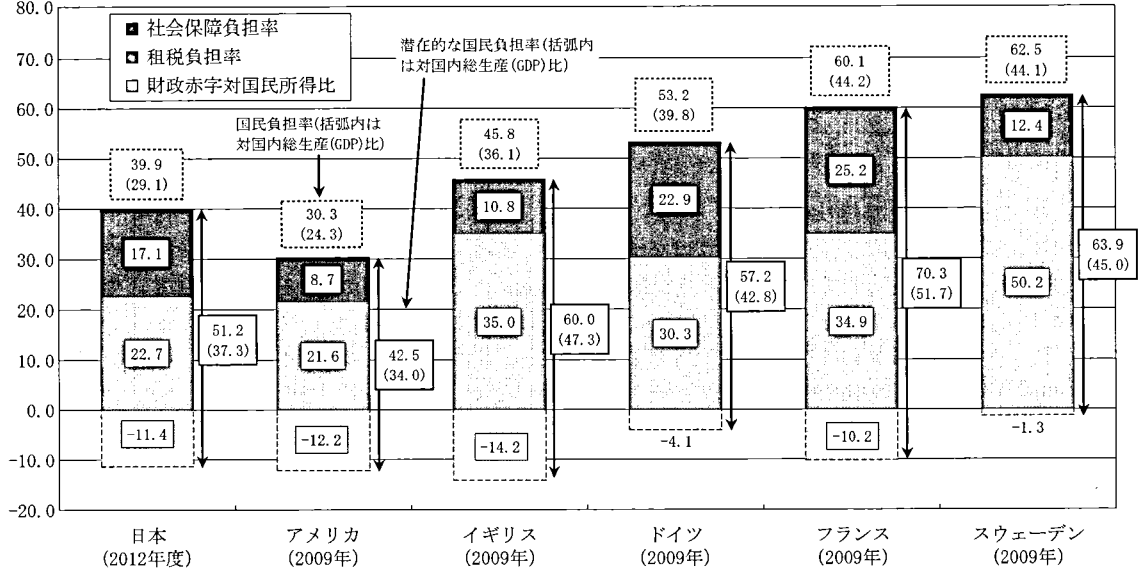 80.0
70.0
60.0
50.0
40.0
30.0
20.0
10.0
0.0
-10.0
-20.0
■ 社会保障負担率
租税負担率
□ 財政赤字対国民所得比
潜在的な国民負担率(括弧内
は対国内総生産(GDP)比)
国民負担率(括弧内は
対国内総生産(GDP)比)
39.9
(29.1)
17.1
22.7
-11.4
51.2
(37.3)
30.3
(24.3)
8.7
21.6
-12.2
42.5
(34.0)
45.8
(36.1)
10.8
35.0
-14.2
60.0
(47.3)
53.2
(39.8)
22.9
30.3
-4.1
57.2
(42.8)
60.1
(44.2)
25.2
34.9
-10.2
70.3
(51.7)
62.5
(44.1)
12.4
50.2
-1.3
63.9
(45.0)
日本
(2012年度)
アメリカ
(2009年)
イギリス
(2009年)
ドイツ
(2009年)
フランス
(2009年)
スウェーデン
(2009年)